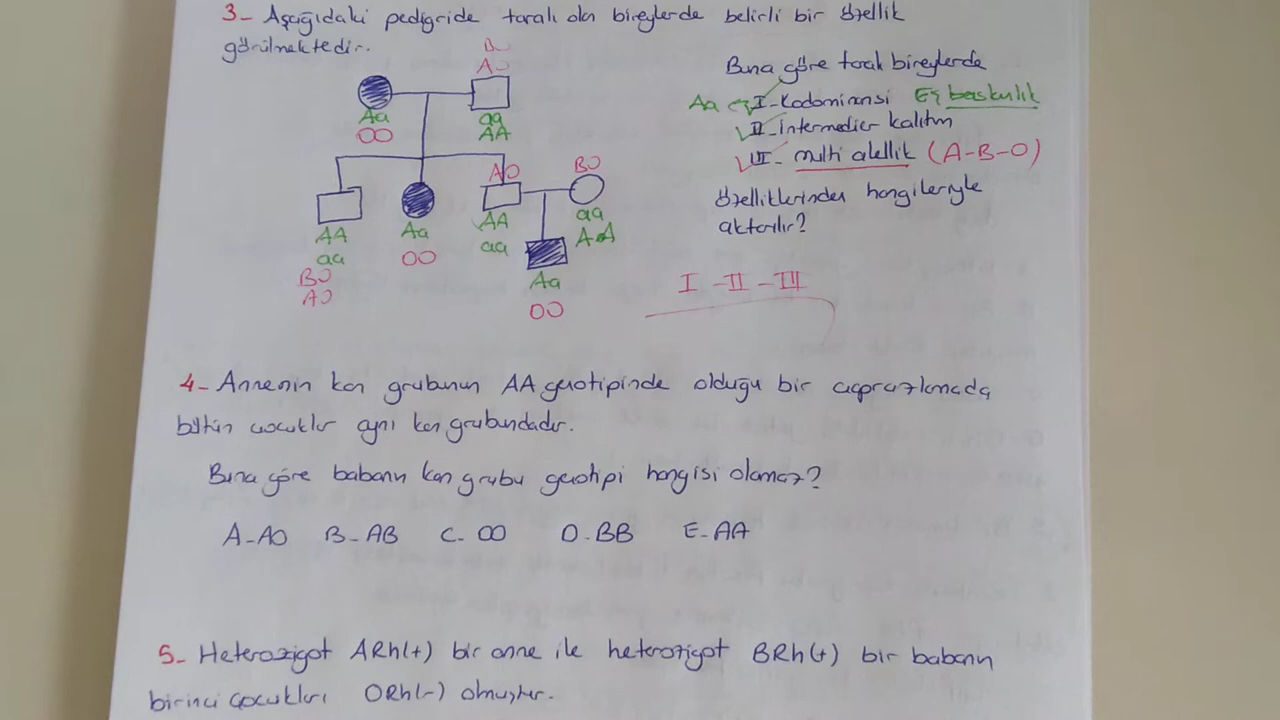 3- Aşağıdaki pedigride taralı olan bireylerde belirli bir özellik
görülmektedir.
BO
AO
Aa
OO
aa
AA
Buna göre taralı bireylerde
Aa I-Kodominansi Eş baskılık
II-İntermedier kalıtım
III- multi alellik (A-B-O)
özelliklerinden hangileriyle
aktarılır?
AO
BO
AA
aa
BO
AO
Aa
OO
AA
aa
aa
AA
Aa
OO
I -II -III
4- Annenin kan grubunun AA genotipinde olduğu bir çaprazlamada
bütün çocuklar aynı kan grubundadır.
Buna göre babanın kan grubu genotipi hangisi olamaz?
A-AO B-AB C-OO D-BB E-AA
5- Heterozigot ARh(+) bir anne ile heterozigot BRh(+) bir babanın
birinci çocukları ORh(-) olmuştur.